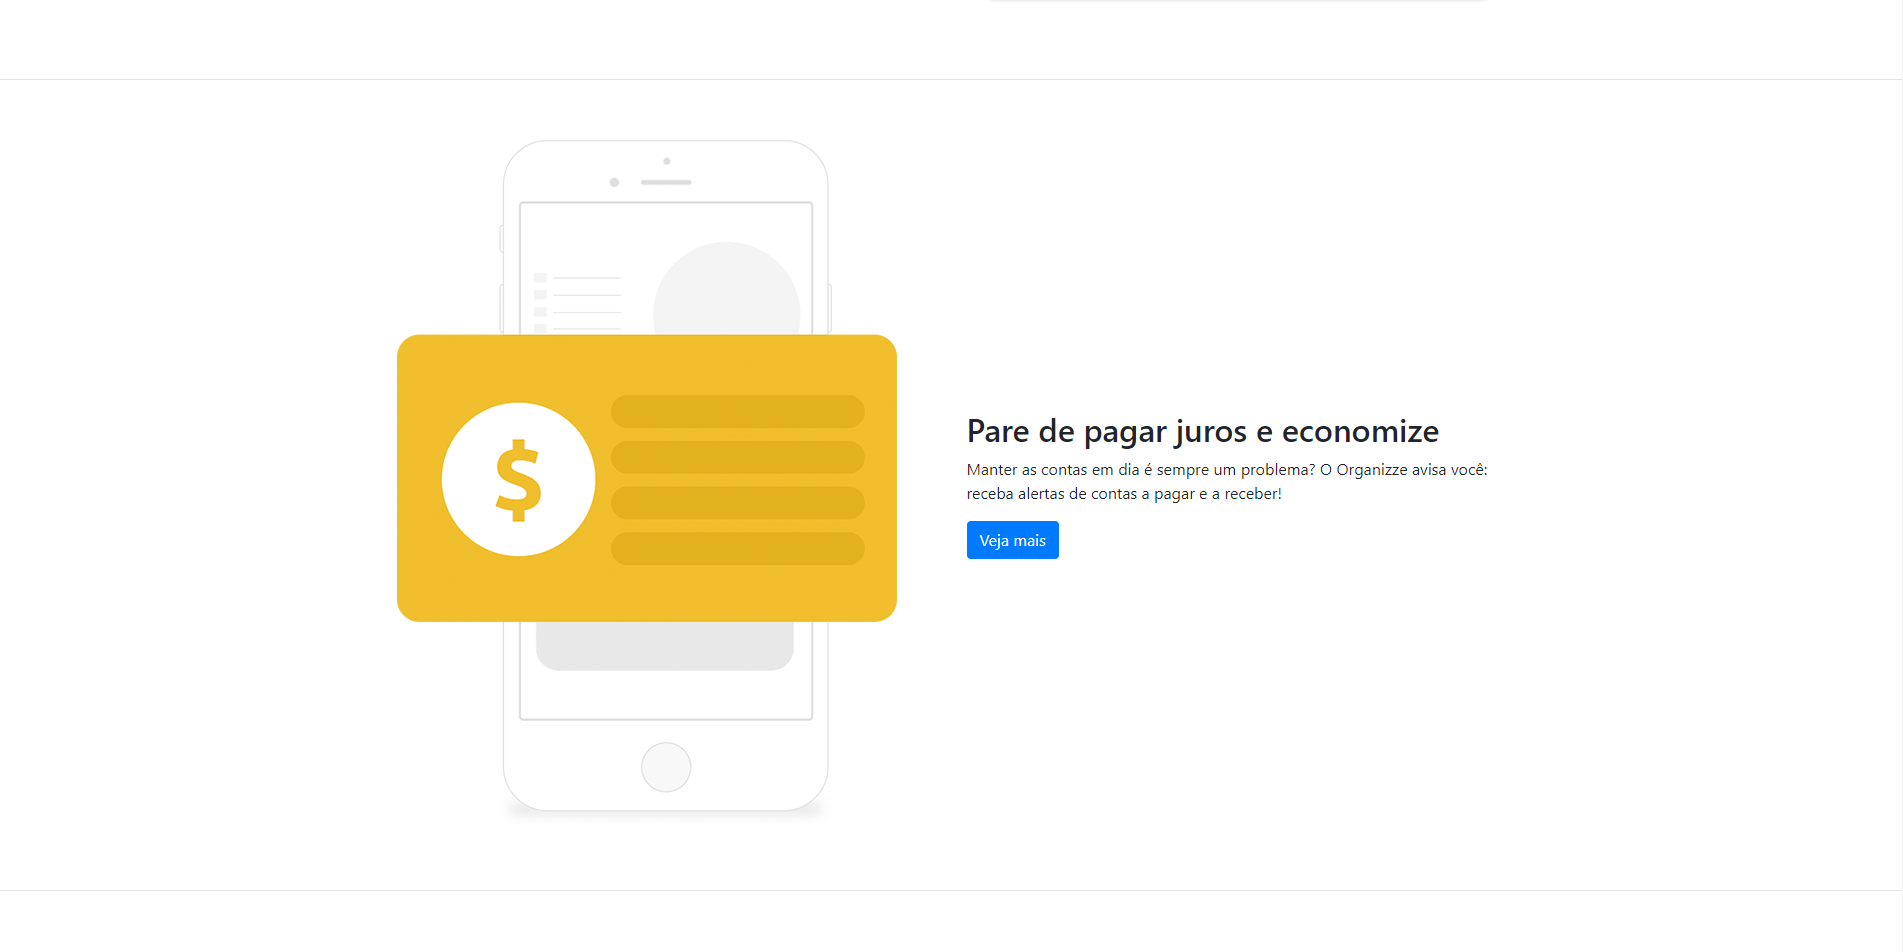 $
Pare de pagar juros e economize
Manter as contas em dia é sempre um problema? O Organizze avisa você:
receba alertas de contas a pagar e a receber!
Veja mais